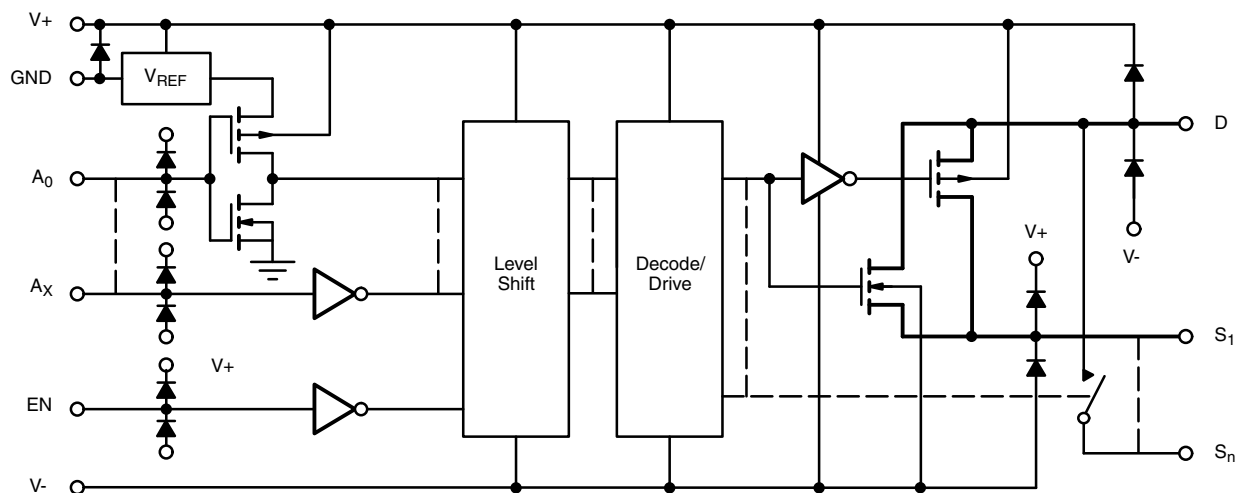 V+
GND
VREF
A0
AX
Level
Shift
Decode/
Drive
D
V+
V-
S1
V+
EN
Sn
V-